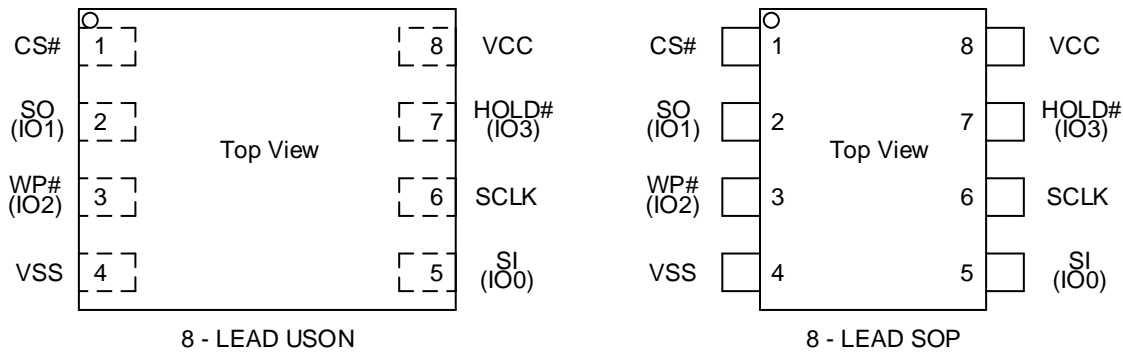 CS#
1
8
VCC
SO
(IO1)
2
7
HOLD#
(IO3)
Top View
WP#
(IO2)
3
6
SCLK
VSS
4
5
SI
(IO0)
8 - LEAD USON
CS#
1
8
VCC
SO
(IO1)
2
7
HOLD#
(IO3)
Top View
WP#
(IO2)
3
6
SCLK
VSS
4
5
SI
(IO0)
8 - LEAD SOP